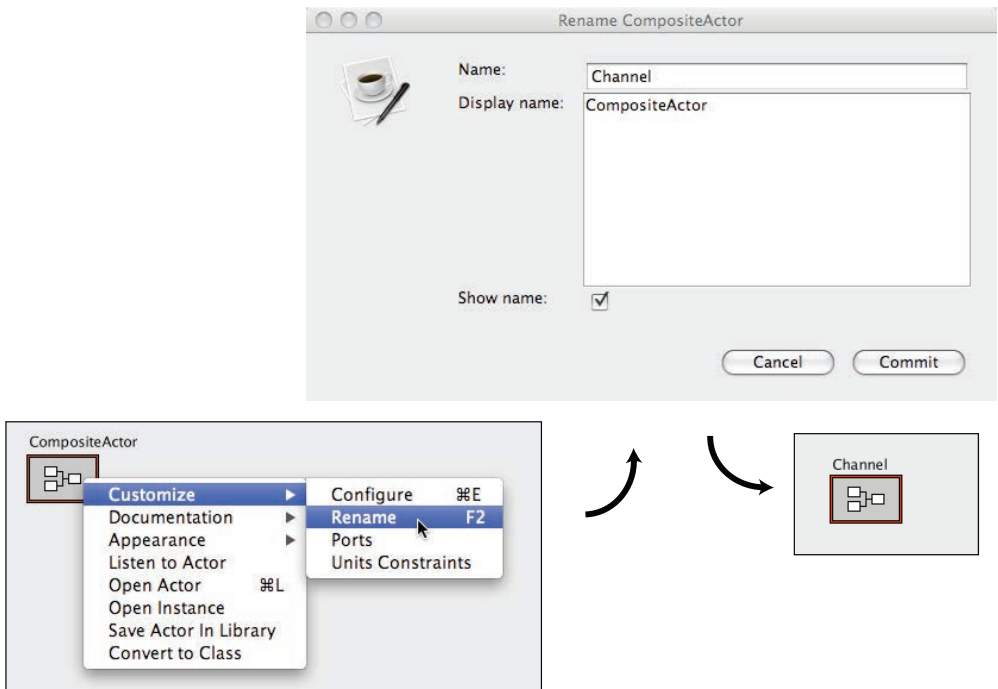 Rename CompositeActor
Name:
Channel
Display name:
CompositeActor
Show name:
Cancel
Commit
CompositeActor
Customize
Documentation
Appearance
Listen to Actor
Open Actor ⌘L
Open Instance
Save Actor In Library
Convert to Class
Configure ⌘E
Rename F2
Ports
Units Constraints
Channel